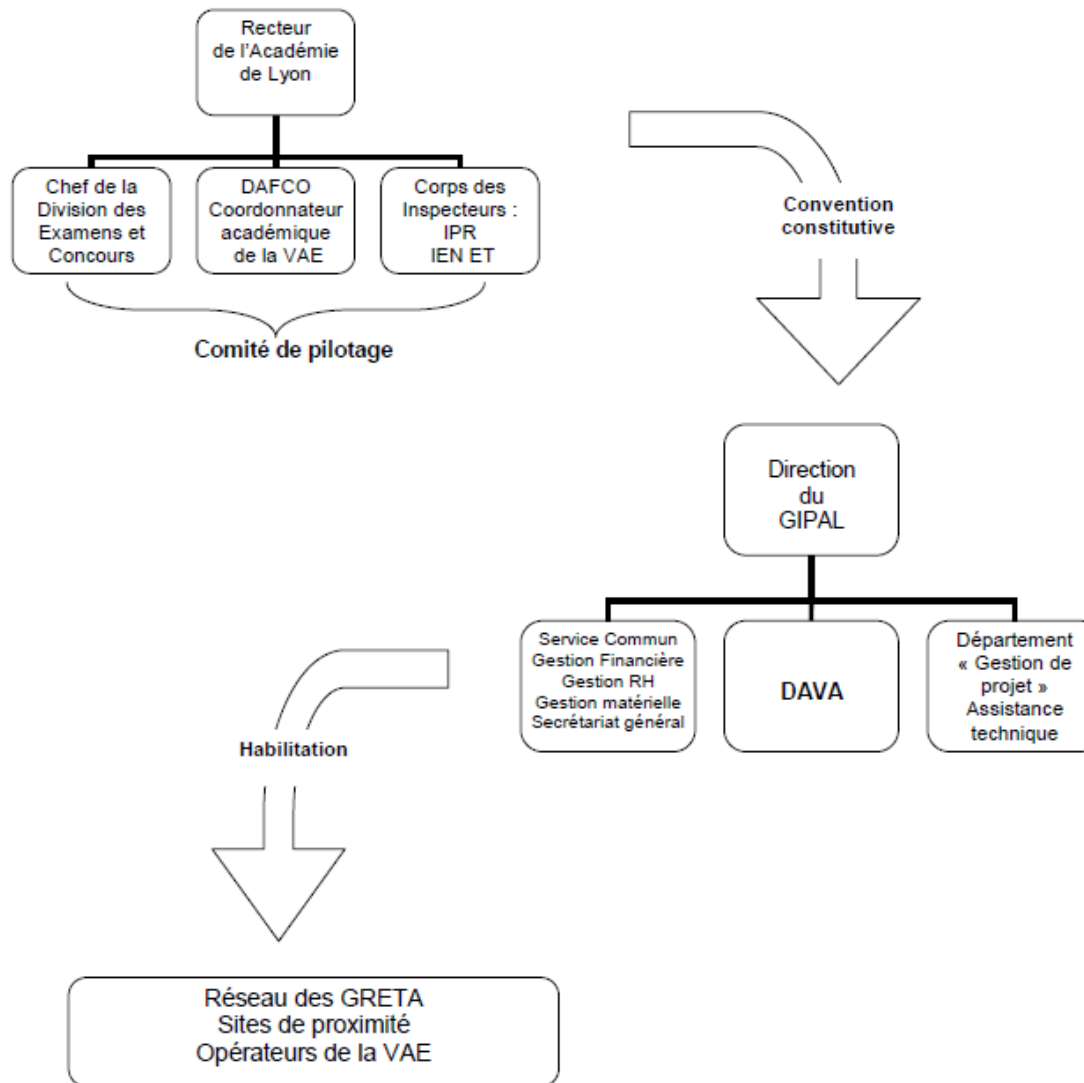 Recteur
de l'Académie
de Lyon
Chef de la
Division des
Examens et
Concours
DAFCO
Coordonnateur
académique
de la VAE
Corps des
Inspecteurs :
IPR
IEN ET
Comité de pilotage
Convention
constitutive
Direction
du
GIPAL
Service Commun
Gestion Financière
Gestion RH
Gestion matérielle
Secrétariat général
DAVA
Département
« Gestion de
projet »
Assistance
technique
Habilitation
Réseau des GRETA
Sites de proximité
Opérateurs de la VAE